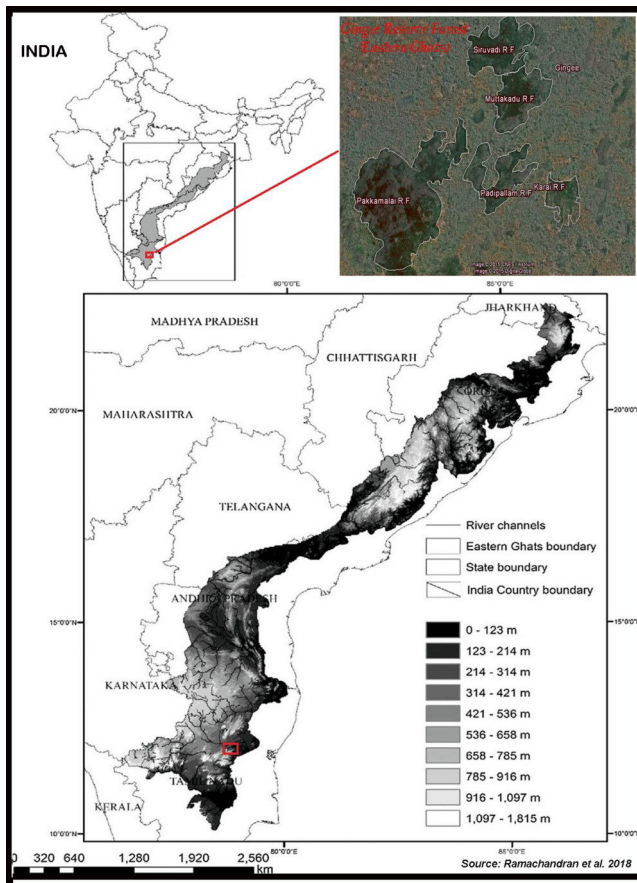 INDIA
Gingee Reserve Forest
(Eastern Ghats)
Siruvadi R.F
Gingee
Muttakadu R.F
Padipallam R.F
Karai R.F
Pakkamalai R.F
80°0'0"E
85°0'0"E
JHARKHAND
MADHYA PRADESH
CHHATTISGARH
20°0'0"N
20°0'0"N
MAHARASHTRA
TELANGANA
River channels
Eastern Ghats boundary
State boundary
India Country boundary
ANDHRA PRADESH
15°0'0"N
15°0'0"N
0 - 123 m
123 - 214 m
214 - 314 m
314 - 421 m
421 - 536 m
536 - 658 m
658 - 785 m
785 - 916 m
916 - 1,097 m
1,097 - 1,815 m
KARNATAKA
TAMIL NADU
KERALA
10°0'0"N
10°0'0"N
80°0'0"E
85°0'0"E
0 320 640 1,280 1,920 2,560
km
Source: Ramachandran et al. 2018